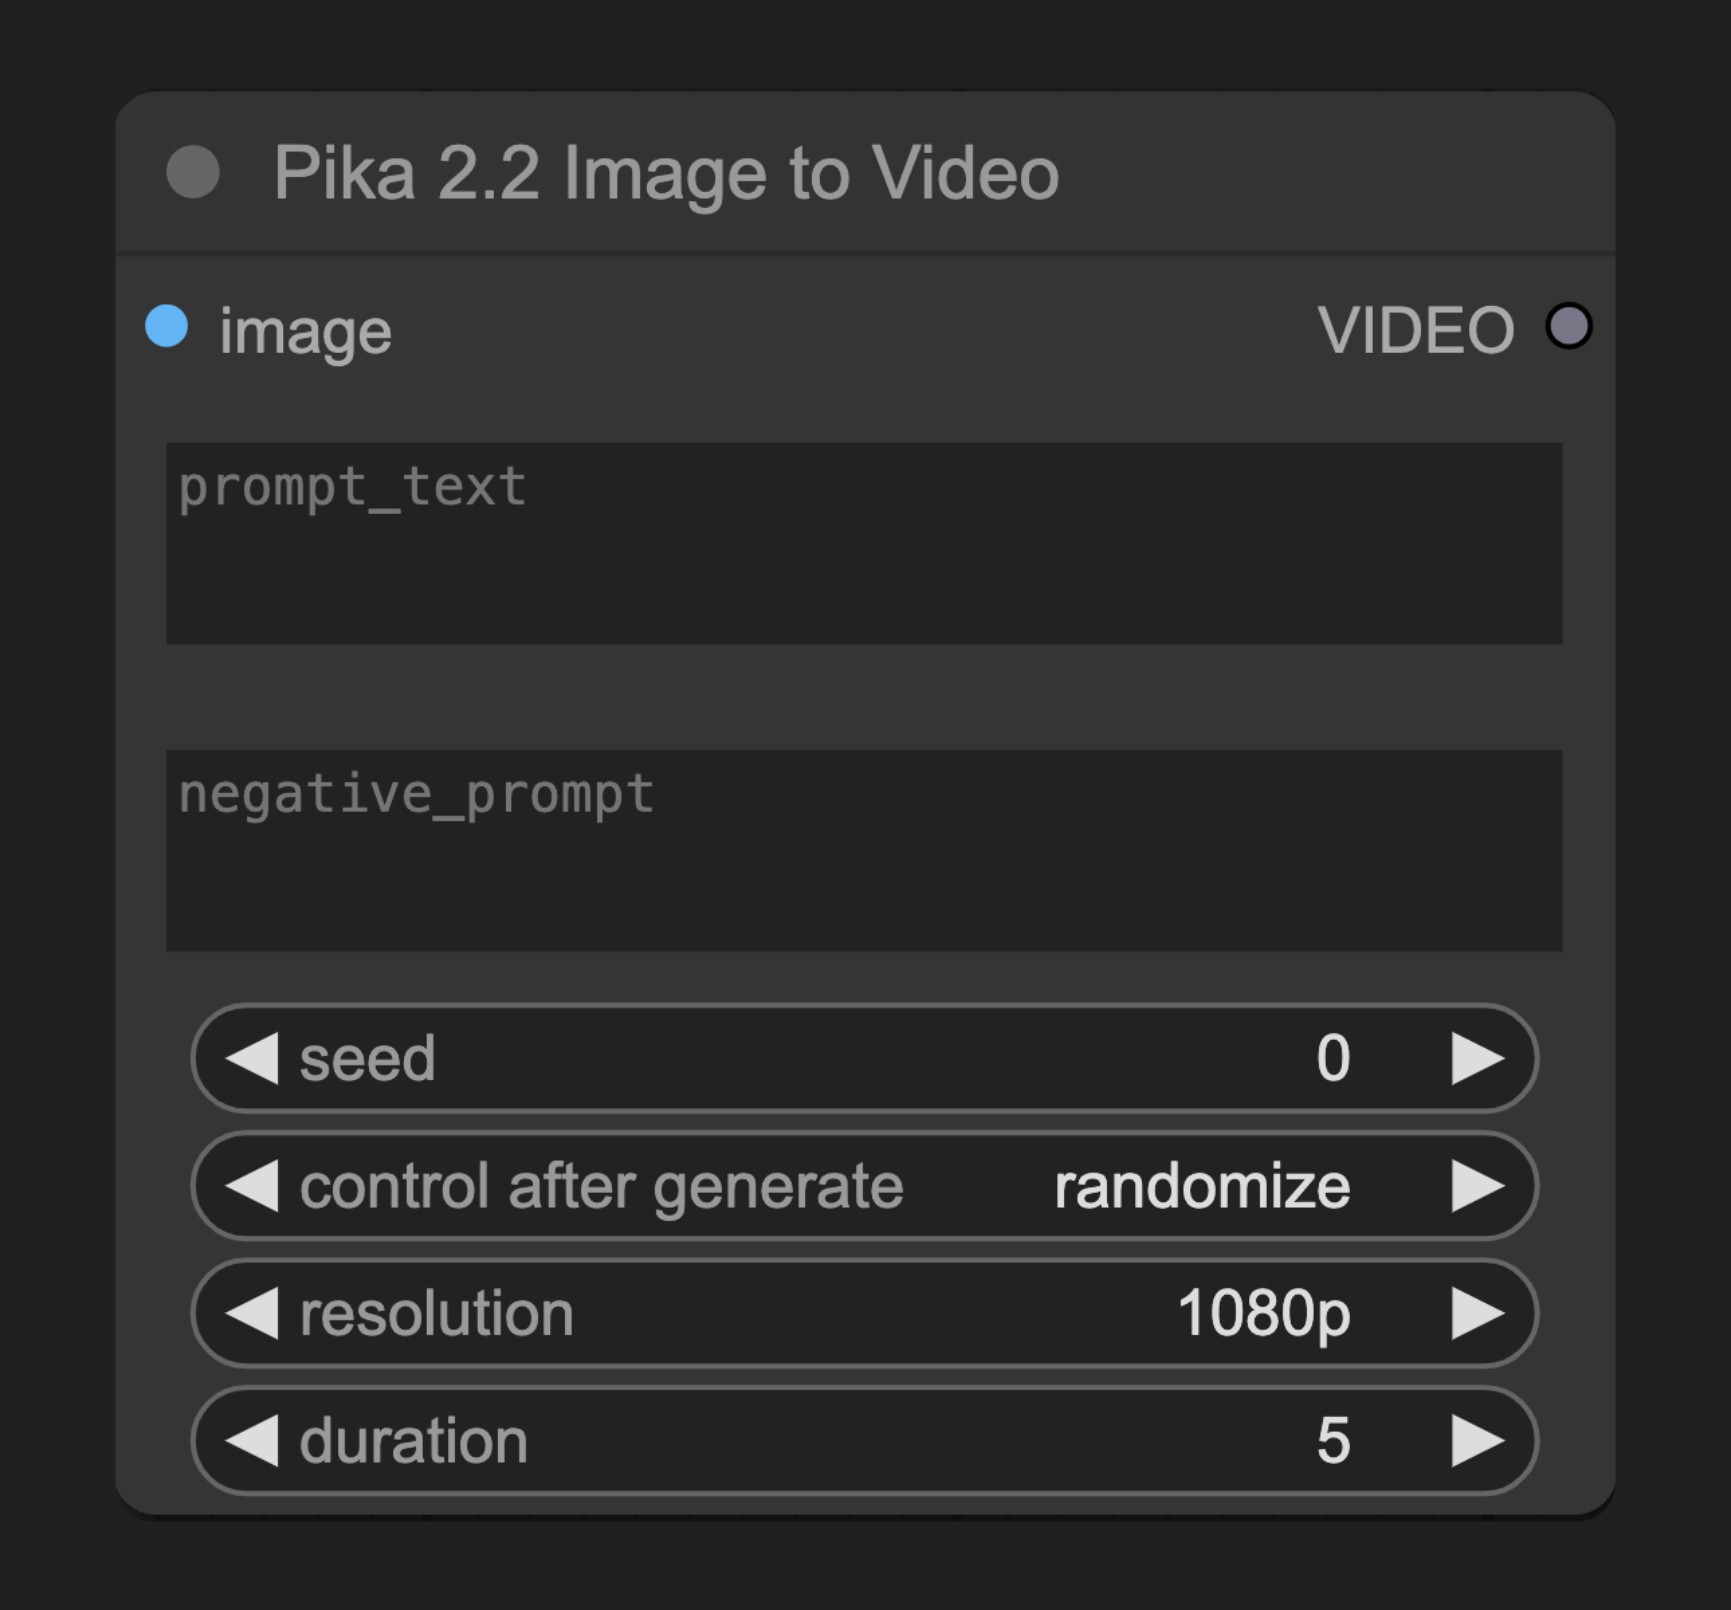 Pika 2.2 Image to Video
image VIDEO
prompt_text
negative_prompt
seed 0
control after generate randomize
resolution 1080p
duration 5